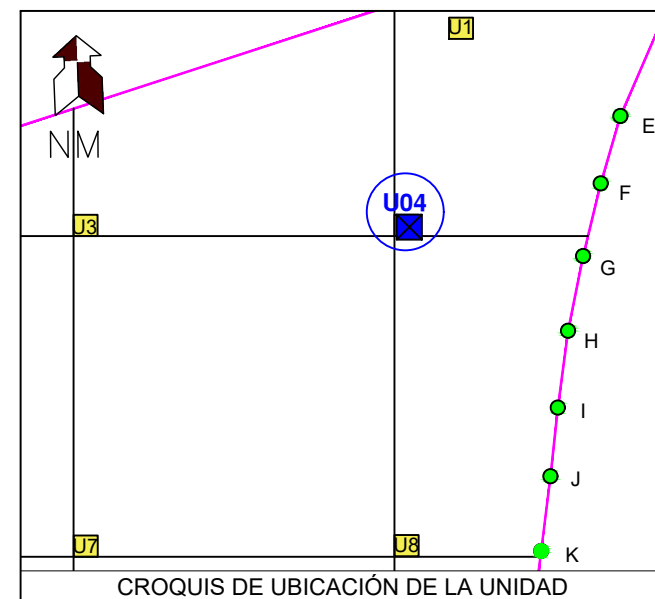 U1
E
NM
F
U04
U3
G
H
I
J
U7
U8
K
CROQUIS DE UBICACIÓN DE LA UNIDAD